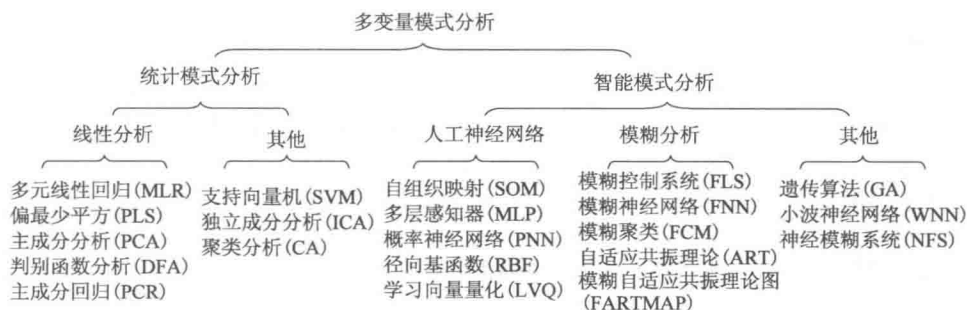 多变量模式分析
统计模式分析
智能模式分析
线性分析
其他
人工神经网络
模糊分析
其他
多元线性回归(MLR)
偏最少平方(PLS)
主成分分析(PCA)
判别函数分析(DFA)
主成分回归(PCR)
支持向量机(SVM)
独立成分分析(ICA)
聚类分析(CA)
自组织映射(SOM)
多层感知器(MLP)
概率神经网络(PNN)
径向基函数(RBF)
学习向量量化(LVQ)
模糊控制系统(FLS)
模糊神经网络(FNN)
模糊聚类(FCM)
自适应共振理论(ART)
模糊自适应共振理论图
(FARTMAP)
遗传算法(GA)
小波神经网络(WNN)
神经模糊系统(NFS)